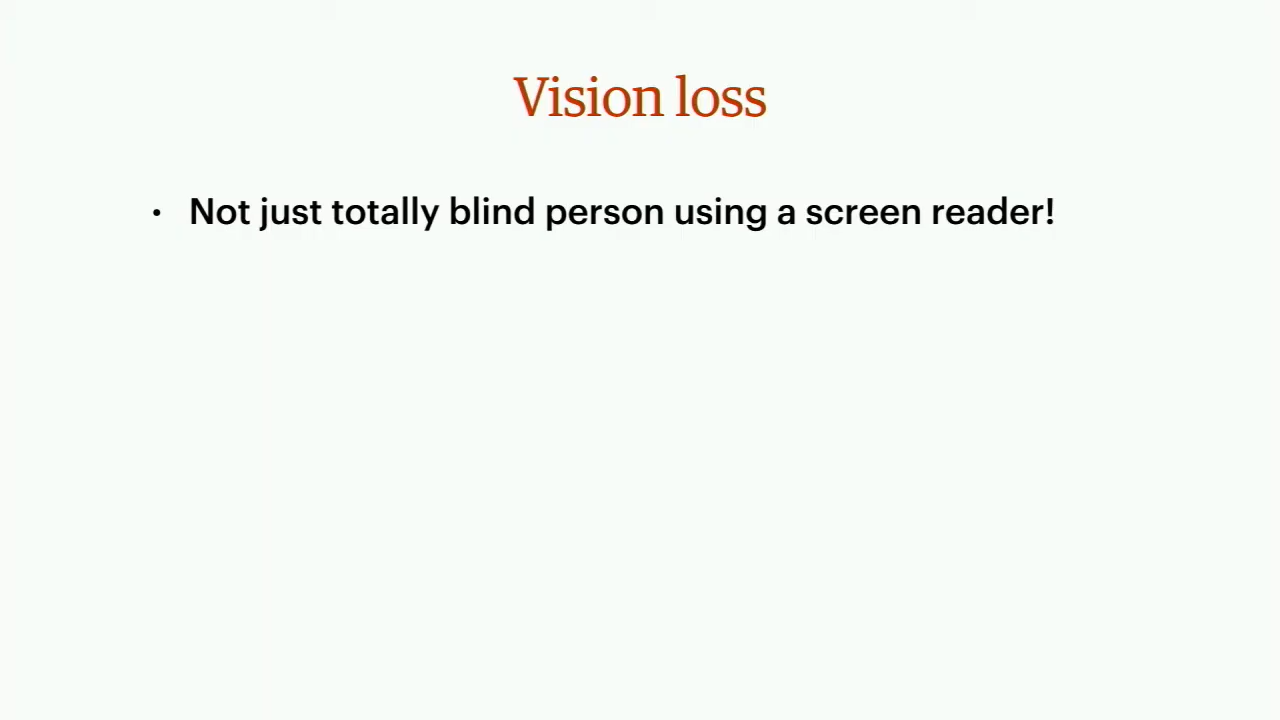 Vision loss
• Not just totally blind person using a screen reader!